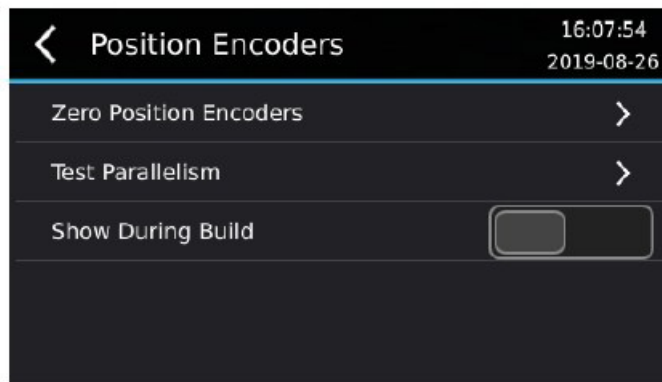 Position Encoders
16:07:54
2019-08-26
Zero Position Encoders
Test Parallelism
Show During Build